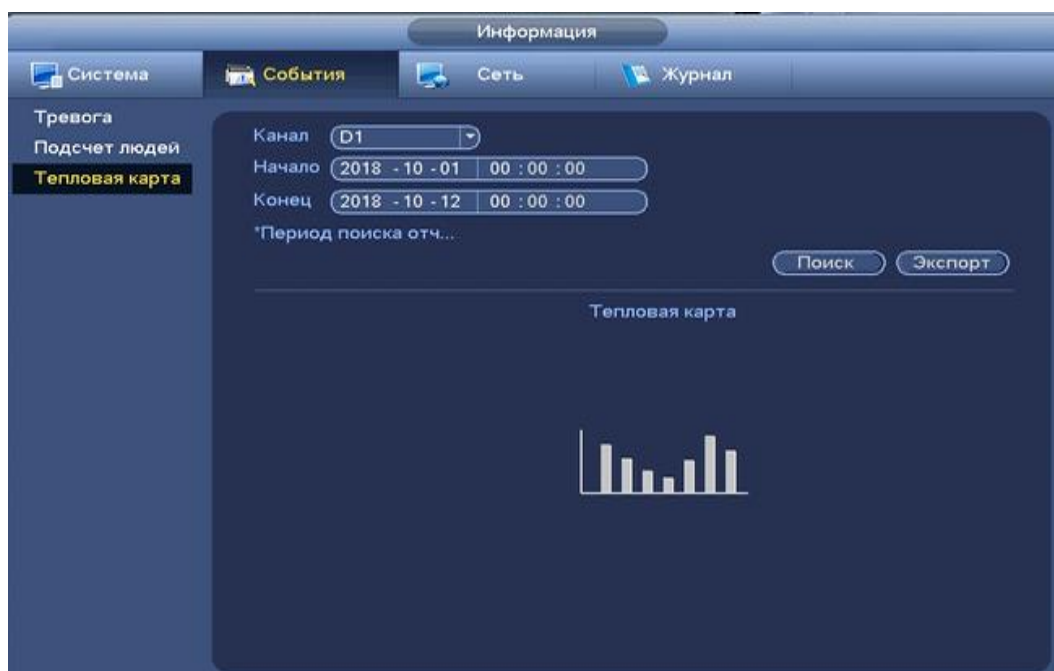 Информация
Система События Сеть Журнал
Тревога
Подсчет людей
Тепловая карта
Канал D1
Начало 2018 - 10 - 01 00 : 00 : 00
Конец 2018 - 10 - 12 00 : 00 : 00
*Период поиска отч...
Поиск Экспорт
Тепловая карта